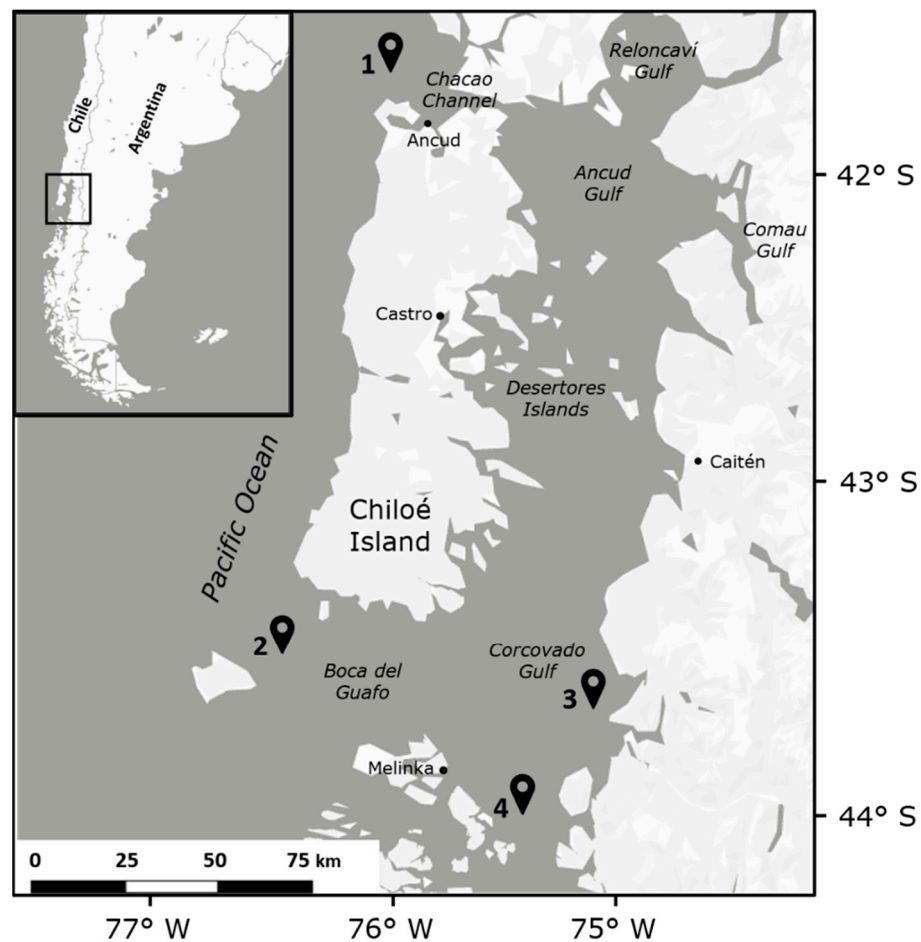 Chile
Argentina
1
Chacao
Channel
Reloncaví
Gulf
Ancud
Ancud
Gulf
42° S
Comau
Gulf
Castro
Desertores
Islands
Pacific Ocean
Caitén
43° S
Chiloé
Island
2
Boca del
Guafo
Corcovado
Gulf
3
Melinka
4
44° S
0 25 50 75 km
77° W 76° W 75° W